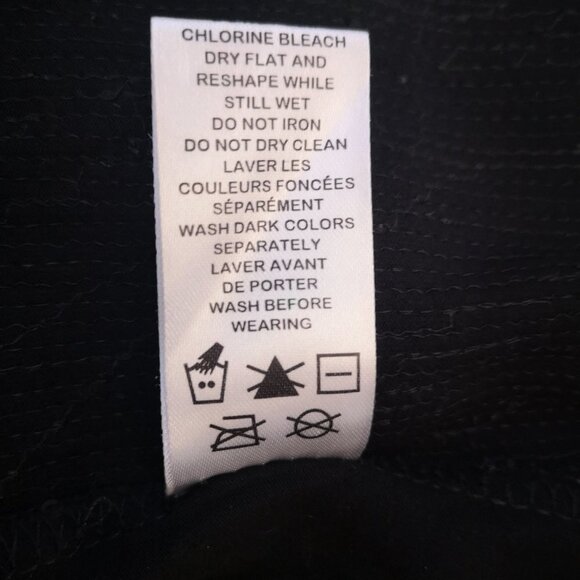 CHLORINE BLEACH
DRY FLAT AND
RESHAPE WHILE
STILL WET
DO NOT IRON
DO NOT DRY CLEAN
LAVER LES
COULEURS FONCÉES
SÉPARÉMENT
WASH DARK COLORS
SEPARATELY
LAVER AVANT
DE PORTER
WASH BEFORE
WEARING